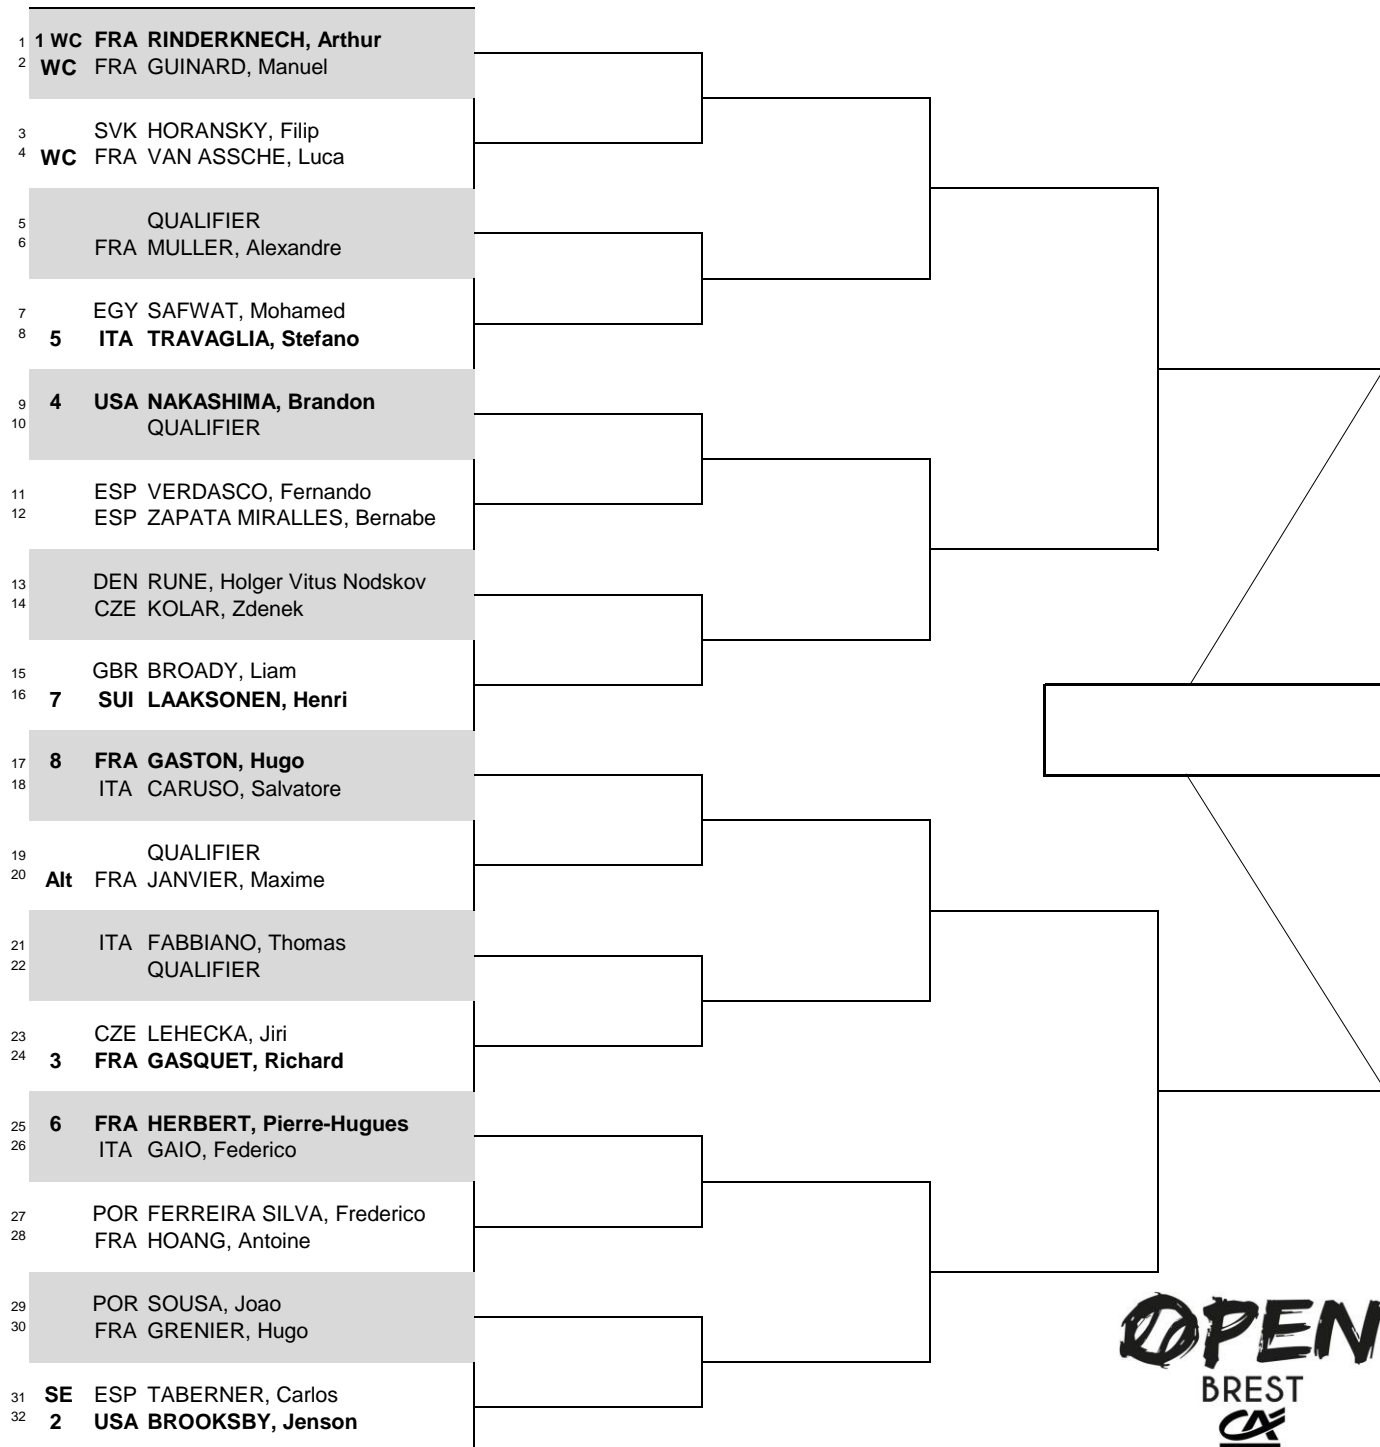 1 1 WC FRA RINDERKNECH, Arthur
2 WC FRA GUINARD, Manuel
3 SVK HORANSKY, Filip
4 WC FRA VAN ASSCHE, Luca
5 QUALIFIER
6 FRA MULLER, Alexandre
7 EGY SAFWAT, Mohamed
8 5 ITA TRAVAGLIA, Stefano
9 4 USA NAKASHIMA, Brandon
10 QUALIFIER
11 ESP VERDASCO, Fernando
12 ESP ZAPATA MIRALLES, Bernabe
13 DEN RUNE, Holger Vitus Nodskov
14 CZE KOLAR, Zdenek
15 GBR BROADY, Liam
16 7 SUI LAAKSONEN, Henri
17 8 FRA GASTON, Hugo
18 ITA CARUSO, Salvatore
19 QUALIFIER
20 Alt FRA JANVIER, Maxime
21 ITA FABBIANO, Thomas
22 QUALIFIER
23 CZE LEHECKA, Jiri
24 3 FRA GASQUET, Richard
25 6 FRA HERBERT, Pierre-Hugues
26 ITA GAIO, Federico
27 POR FERREIRA SILVA, Frederico
28 FRA HOANG, Antoine
29 POR SOUSA, Joao
30 FRA GRENIER, Hugo
31 SE ESP TABERNER, Carlos
32 2 USA BROOKSBY, Jenson
OPEN
BREST
CA